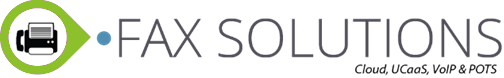 FAX SOLUTIONS
Cloud, UCaaS, VoIP & POTS